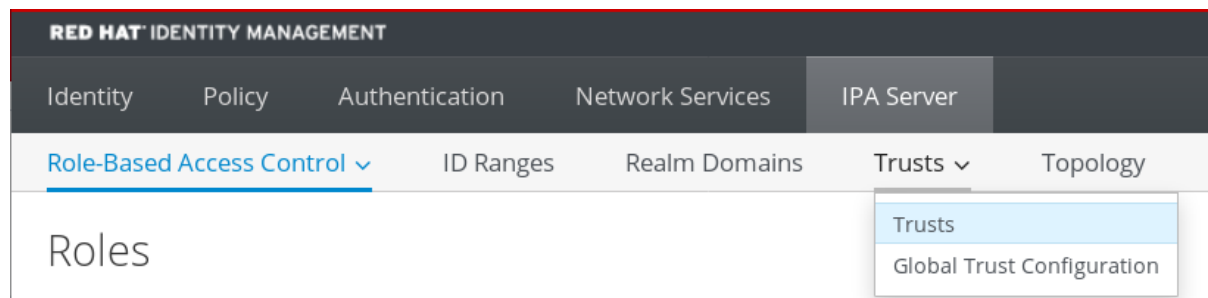 RED HAT® IDENTITY MANAGEMENT
Identity Policy Authentication Network Services IPA Server
Role-Based Access Control ID Ranges Realm Domains Trusts Topology
Roles
Trusts
Global Trust Configuration